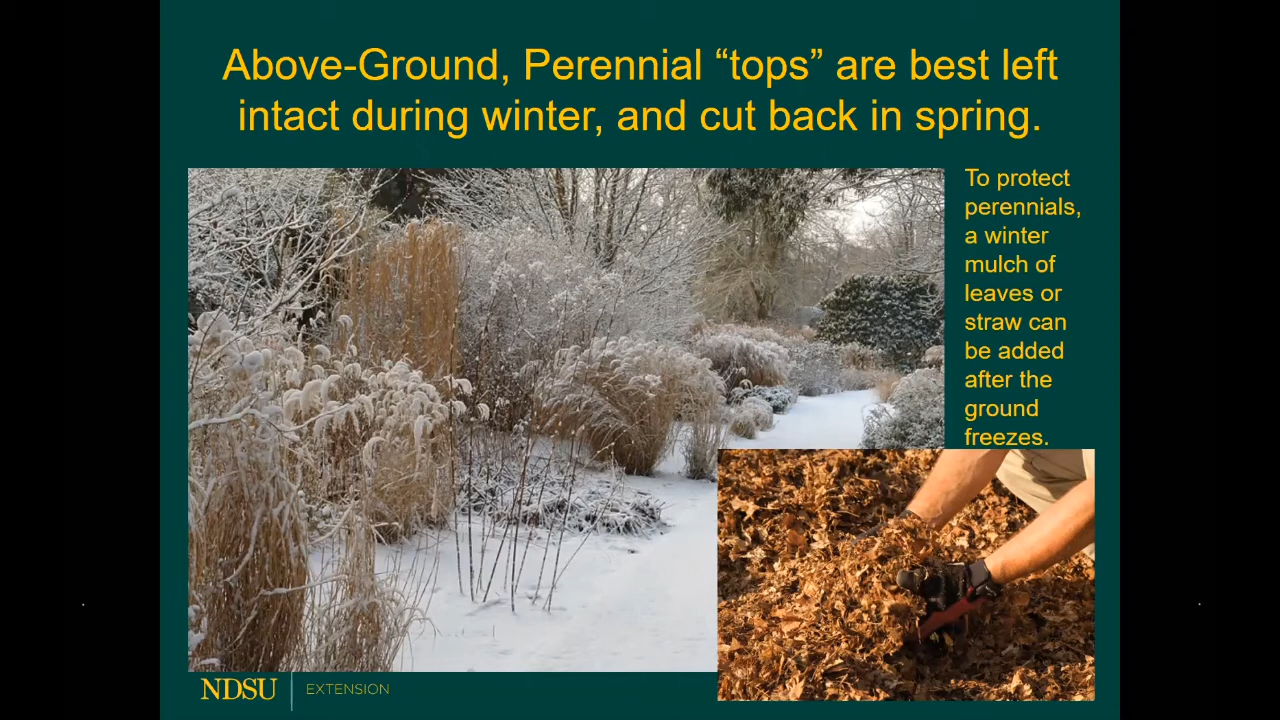 Above-Ground, Perennial “tops” are best left
intact during winter, and cut back in spring.
To protect
perennials,
a winter
mulch of
leaves or
straw can
be added
after the
ground
freezes.
NDSU
EXTENSION